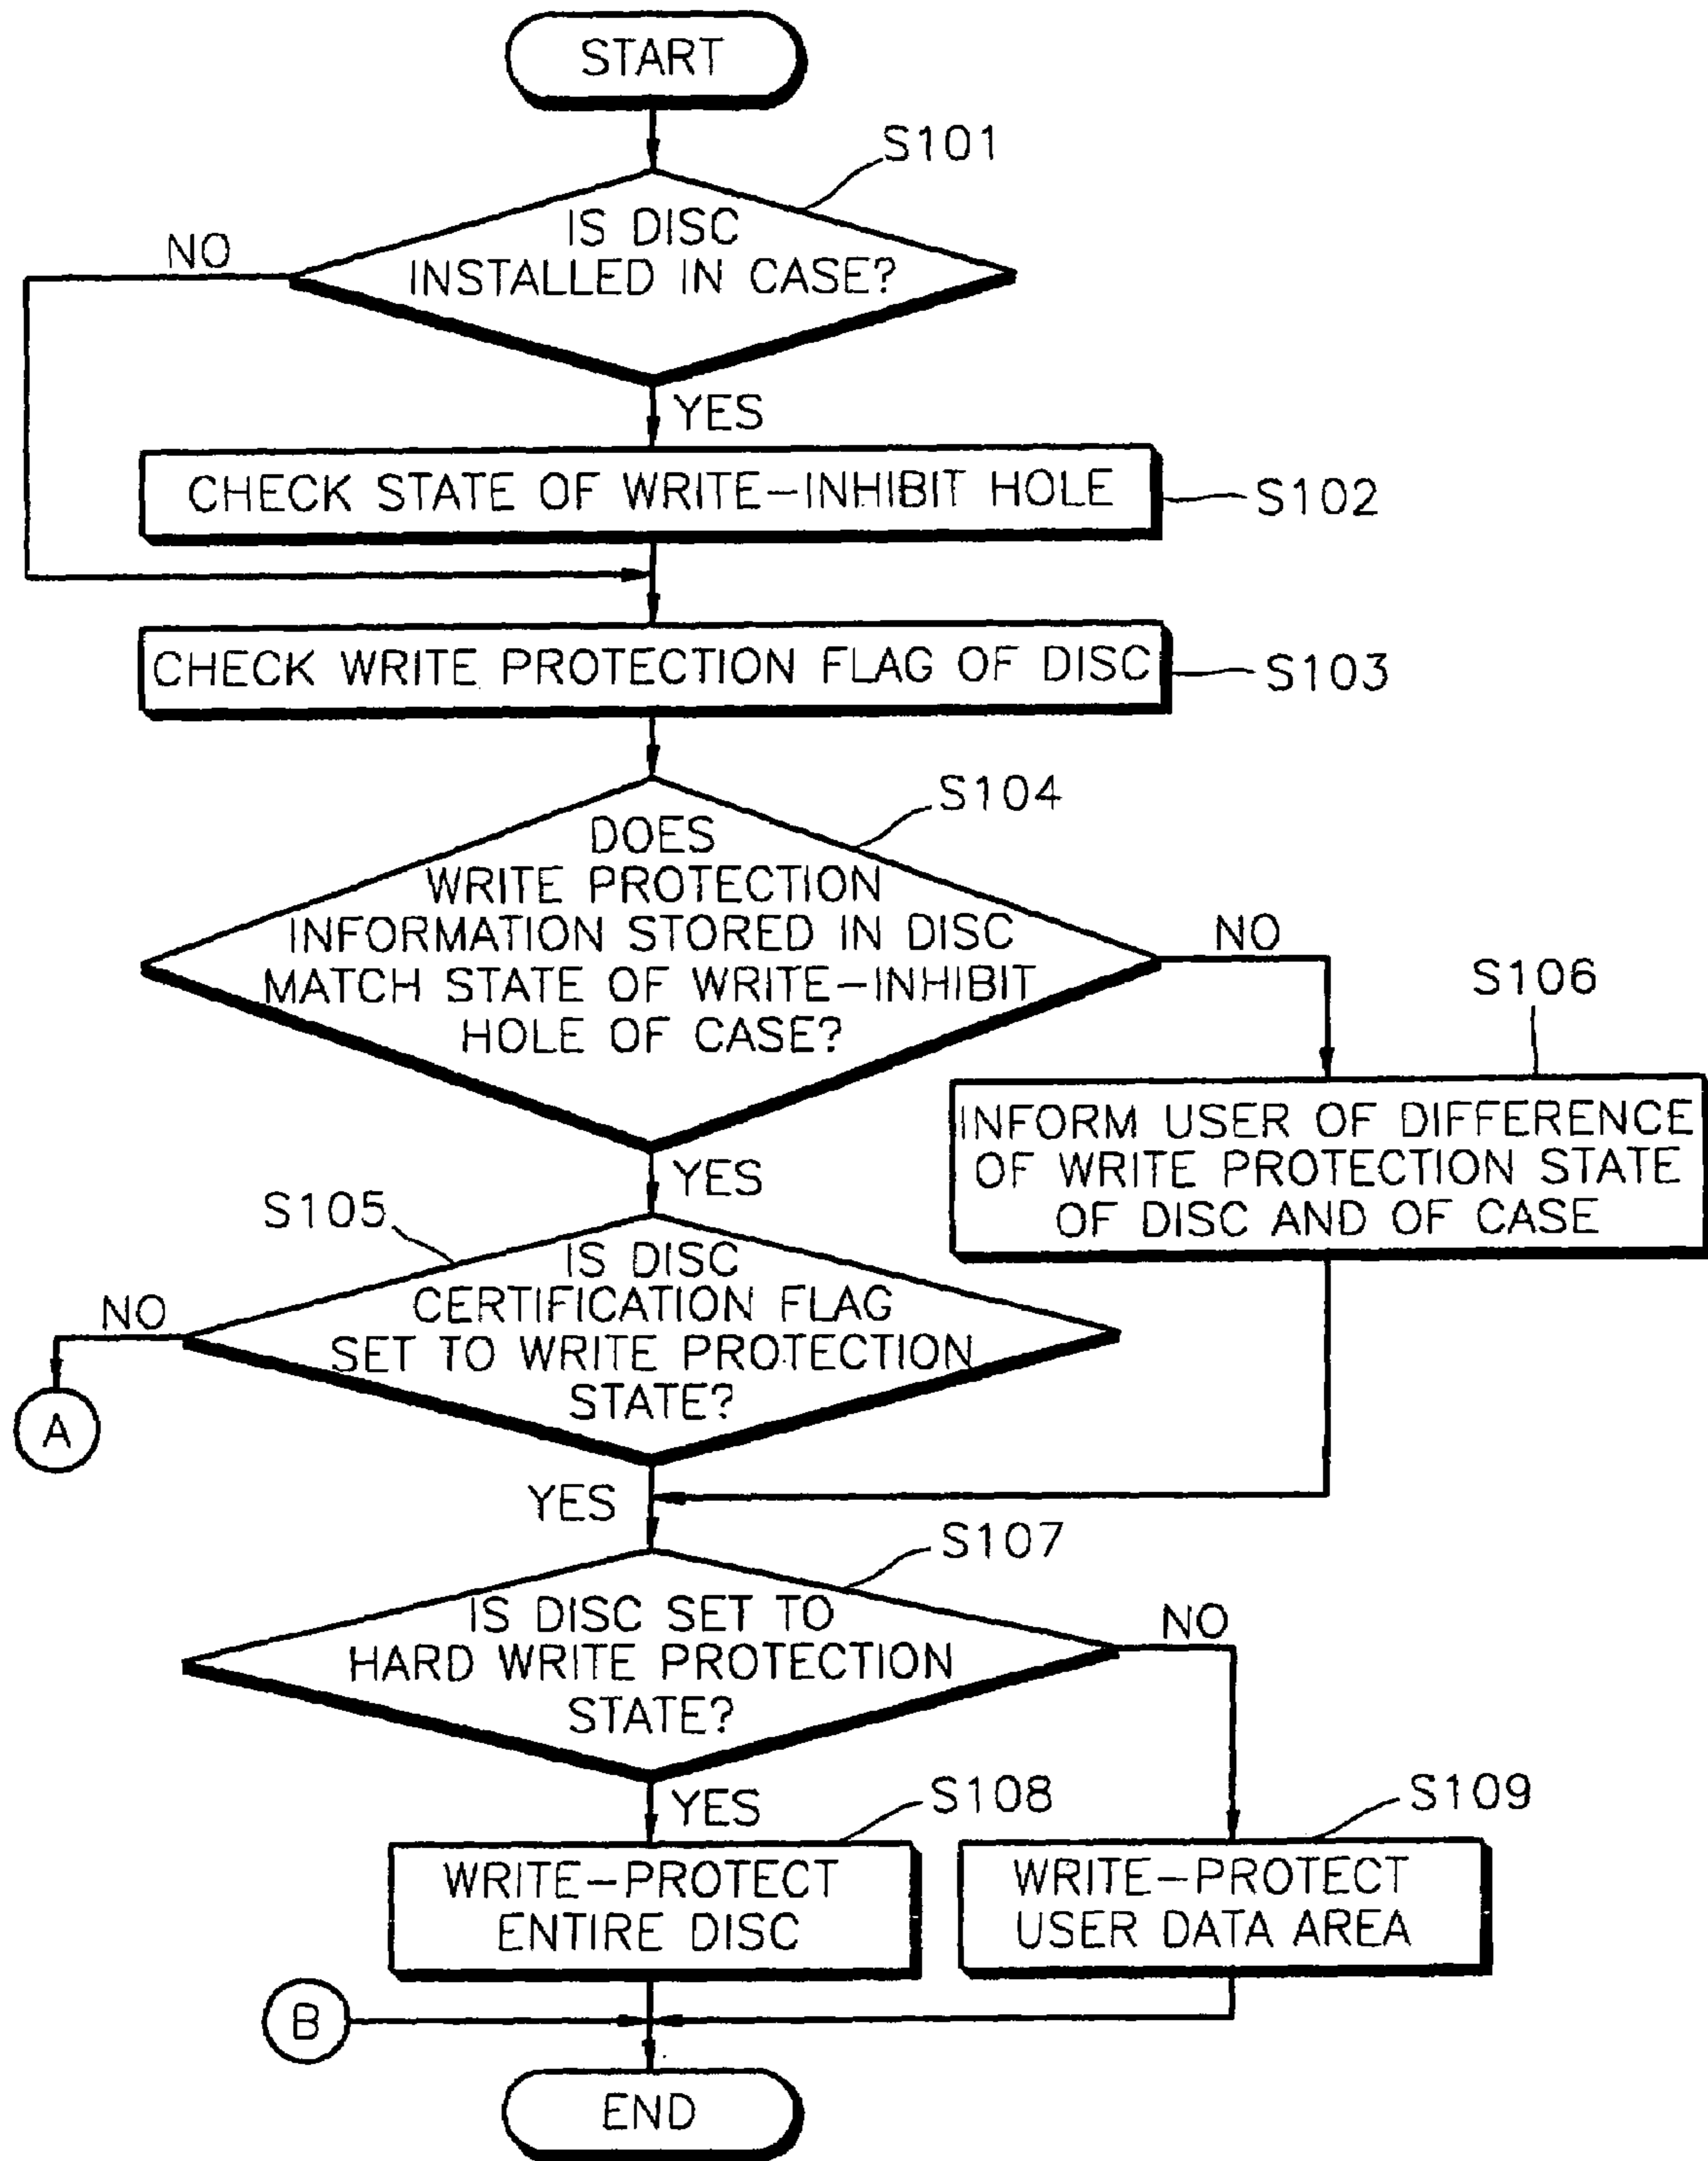 START
S101
IS DISC
INSTALLED IN CASE?
NO
YES
CHECK STATE OF WRITE-INHIBIT HOLE
S102
CHECK WRITE PROTECTION FLAG OF DISC
S103
S104
DOES
WRITE PROTECTION
INFORMATION STORED IN DISC
MATCH STATE OF WRITE-INHIBIT
HOLE OF CASE?
NO
S106
INFORM USER OF DIFFERENCE
OF WRITE PROTECTION STATE
OF DISC AND OF CASE
YES
S105
IS DISC
CERTIFICATION FLAG
SET TO WRITE PROTECTION
STATE?
NO
A
YES
S107
IS DISC SET TO
HARD WRITE PROTECTION
STATE?
NO
YES
S108
WRITE-PROTECT
ENTIRE DISC
S109
WRITE-PROTECT
USER DATA AREA
B
END